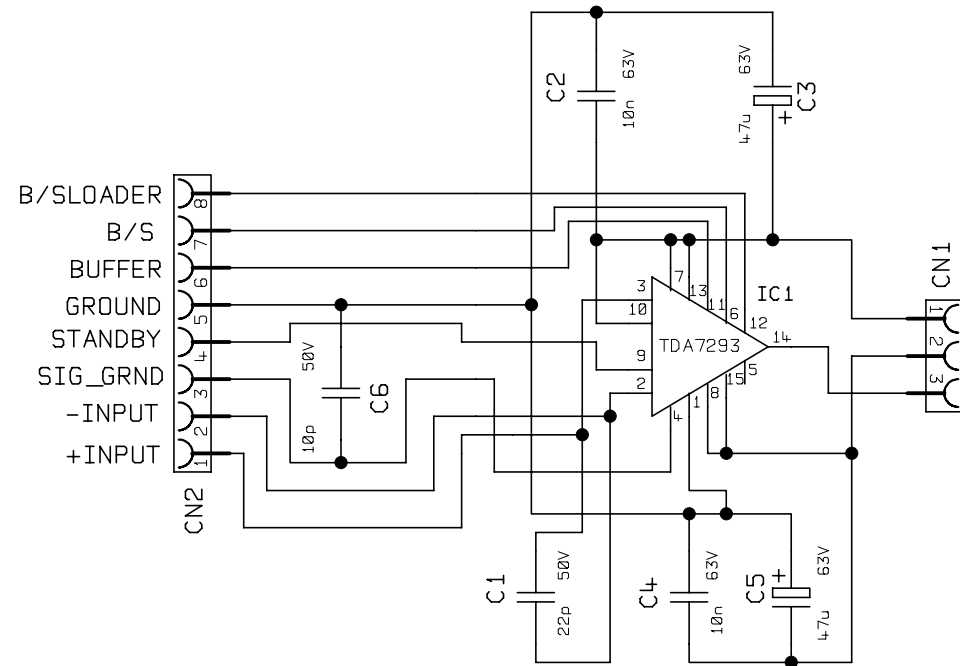 C2
63V
10n
63V
C3
47u
+
B/SLOADER
8
B/S
7
BUFFER
6
GROUND
5
STANDBY
4
SIG_GRND
3
-INPUT
2
+INPUT
1
CN2
50V
C6
10p
3
10
9
2
7
13
11
6
12
IC1
TDA7293
14
5
15
8
1
4
CN1
1
2
3
C1
50V
22p
C4
63V
10n
C5
+
63V
47u